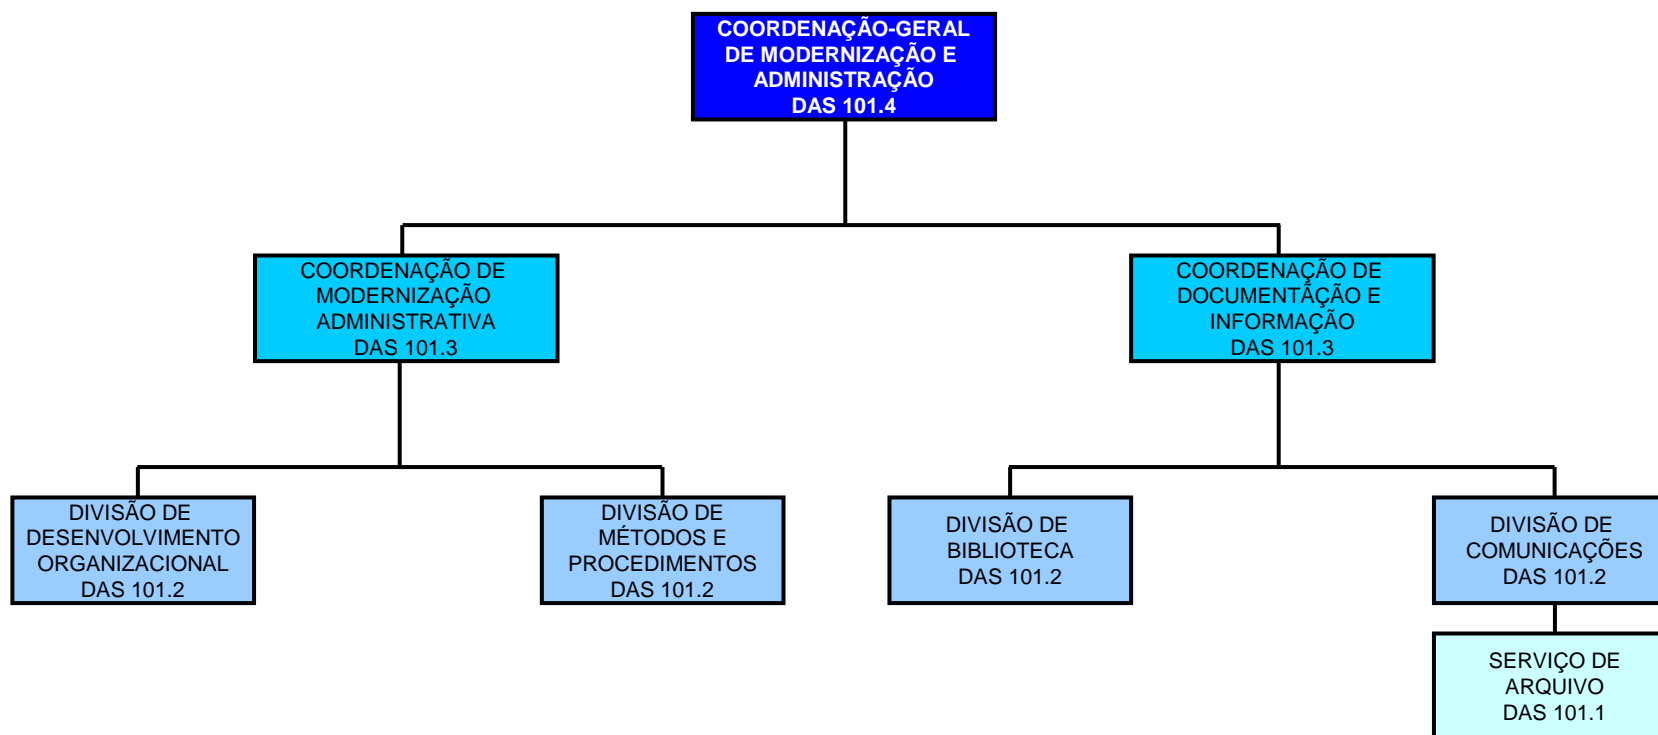 COORDENAÇÃO-GERAL
DE MODERNIZAÇÃO E
ADMINISTRAÇÃO
DAS 101.4
COORDENAÇÃO DE
MODERNIZAÇÃO
ADMINISTRATIVA
DAS 101.3
COORDENAÇÃO DE
DOCUMENTAÇÃO E
INFORMAÇÃO
DAS 101.3
DIVISÃO DE
DESENVOLVIMENTO
ORGANIZACIONAL
DAS 101.2
DIVISÃO DE
MÉTODOS E
PROCEDIMENTOS
DAS 101.2
DIVISÃO DE
BIBLIOTECA
DAS 101.2
DIVISÃO DE
COMUNICAÇÕES
DAS 101.2
SERVIÇO DE
ARQUIVO
DAS 101.1